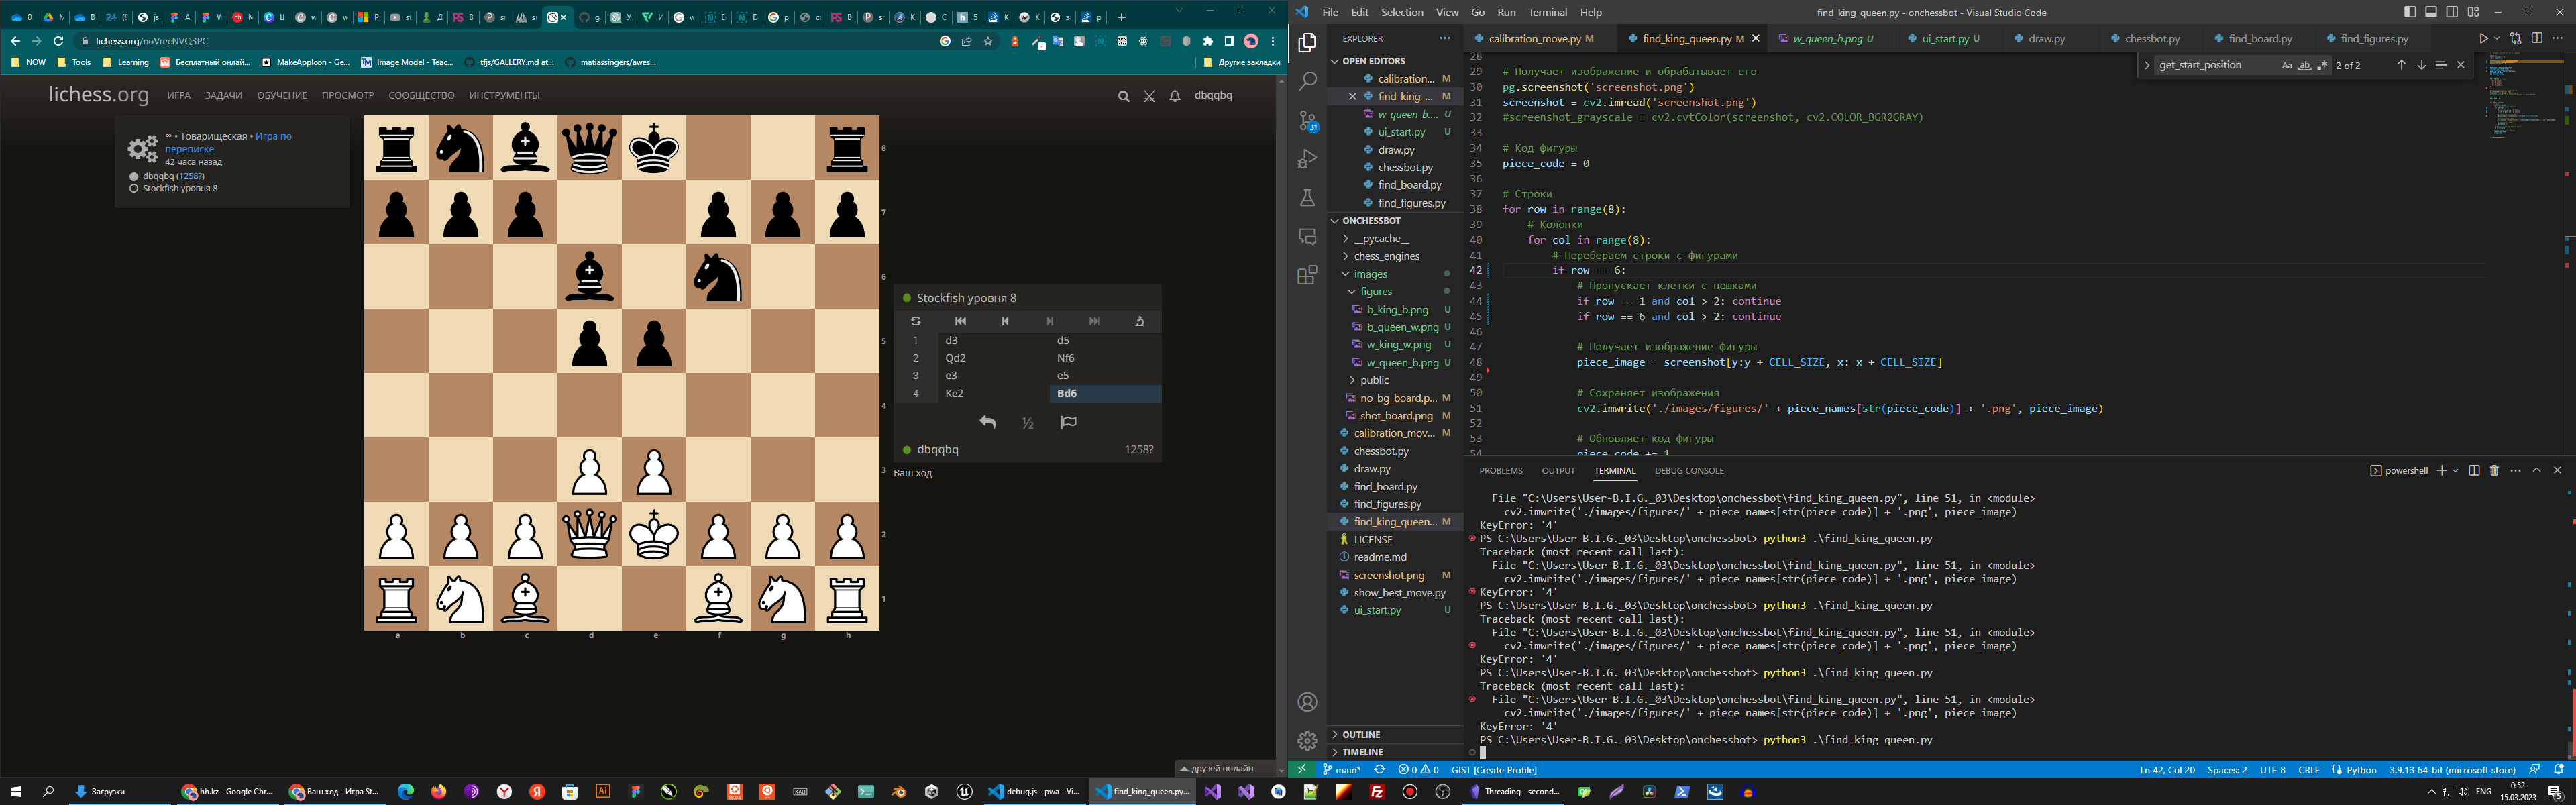 lichess.org/noVrecNVQ3PC
NOW Tools Learning Бесплатный онлай... MakeAppIcon - Ge... Image Model - Teac... tfjs/GALLERY.md at... matiassingers/awes... Другие закладки
lichess.org ИГРА ЗАДАЧИ ОБУЧЕНИЕ ПРОСМОТР СООБЩЕСТВО ИНСТРУМЕНТЫ dbqqbq
∞ • Товарищеская • Игра по
переписке
42 часа назад
dbqqbq (1258?)
Stockfish уровня 8
8
7
6
5
4
3
2
1
a b c d e f g h
Stockfish уровня 8
1 d3 d5
2 Qd2 Nf6
3 e3 e5
4 Ke2 Bd6
½
dbqqbq 1258?
Ваш ход
друзей онлайн
File Edit Selection View Go Run Terminal Help
find_king_queen.py - onchessbot - Visual Studio Code
EXPLORER
OPEN EDITORS
calibration... M
find_king_... M
w_queen_b.... U
ui_start.py U
draw.py
chessbot.py
find_board.py
find_figures.py
ONCHESSBOT
__pycache__
chess_engines
images
figures
b_king_b.png U
b_queen_w.png U
w_king_w.png U
w_queen_b.png U
public
no_bg_board.p... M
shot_board.png M
calibration_mov... M
chessbot.py
draw.py
find_board.py
find_figures.py
find_king_queen... M
LICENSE
readme.md
screenshot.png M
show_best_move.py
ui_start.py U
OUTLINE
TIMELINE
31
calibration_move.py M find_king_queen.py M w_queen_b.png U ui_start.py U draw.py chessbot.py find_board.py find_figures.py
get_start_position Aa ab 2 of 2
28
29 # Получает изображение и обрабатывает его
30 pg.screenshot('screenshot.png')
31 screenshot = cv2.imread('screenshot.png')
32 #screenshot_grayscale = cv2.cvtColor(screenshot, cv2.COLOR_BGR2GRAY)
33
34 # Код фигуры
35 piece_code = 0
36
37 # Строки
38 for row in range(8):
39 # Колонки
40 for col in range(8):
41 # Перебераем строки с фигурами
42 if row == 6:
43 # Пропускает клетки с пешками
44 if row == 1 and col > 2: continue
45 if row == 6 and col > 2: continue
46
47 # Получает изображение фигуры
48 piece_image = screenshot[y:y + CELL_SIZE, x: x + CELL_SIZE]
49
50 # Сохраняет изображения
51 cv2.imwrite('./images/figures/' + piece_names[str(piece_code)] + '.png', piece_image)
52
53 # Обновляет код фигуры
54 piece_code += 1
PROBLEMS OUTPUT TERMINAL DEBUG CONSOLE powershell
File "C:\Users\User-B.I.G._03\Desktop\onchessbot\find_king_queen.py", line 51, in <module>
cv2.imwrite('./images/figures/' + piece_names[str(piece_code)] + '.png', piece_image)
KeyError: '4'
PS C:\Users\User-B.I.G._03\Desktop\onchessbot> python3 .\find_king_queen.py
Traceback (most recent call last):
File "C:\Users\User-B.I.G._03\Desktop\onchessbot\find_king_queen.py", line 51, in <module>
cv2.imwrite('./images/figures/' + piece_names[str(piece_code)] + '.png', piece_image)
KeyError: '4'
PS C:\Users\User-B.I.G._03\Desktop\onchessbot> python3 .\find_king_queen.py
Traceback (most recent call last):
File "C:\Users\User-B.I.G._03\Desktop\onchessbot\find_king_queen.py", line 51, in <module>
cv2.imwrite('./images/figures/' + piece_names[str(piece_code)] + '.png', piece_image)
KeyError: '4'
PS C:\Users\User-B.I.G._03\Desktop\onchessbot> python3 .\find_king_queen.py
Traceback (most recent call last):
File "C:\Users\User-B.I.G._03\Desktop\onchessbot\find_king_queen.py", line 51, in <module>
cv2.imwrite('./images/figures/' + piece_names[str(piece_code)] + '.png', piece_image)
KeyError: '4'
PS C:\Users\User-B.I.G._03\Desktop\onchessbot> python3 .\find_king_queen.py
main* 0 0 GIST [Create Profile] Ln 42, Col 20 Spaces: 2 UTF-8 CRLF Python 3.9.13 64-bit (microsoft store)
Загрузки hh.kz - Google Chr... Ваш ход - Игра St... debug.js - pwa - Vi... find_king_queen.py... Threading - second... ENG 0:52
15.03.2023